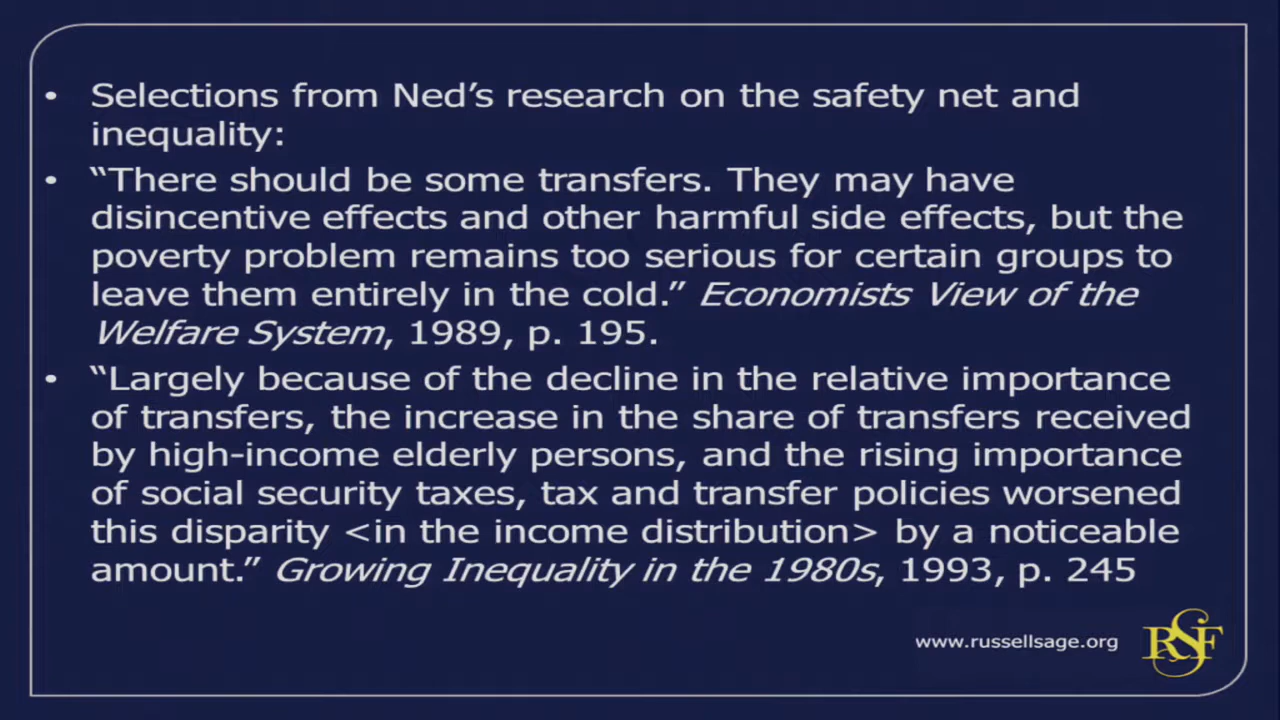 • Selections from Ned’s research on the safety net and
inequality:
• “There should be some transfers. They may have
disincentive effects and other harmful side effects, but the
poverty problem remains too serious for certain groups to
leave them entirely in the cold.” Economists View of the
Welfare System, 1989, p. 195.
• “Largely because of the decline in the relative importance
of transfers, the increase in the share of transfers received
by high-income elderly persons, and the rising importance
of social security taxes, tax and transfer policies worsened
this disparity <in the income distribution> by a noticeable
amount.” Growing Inequality in the 1980s, 1993, p. 245
www.russellsage.org
RSF